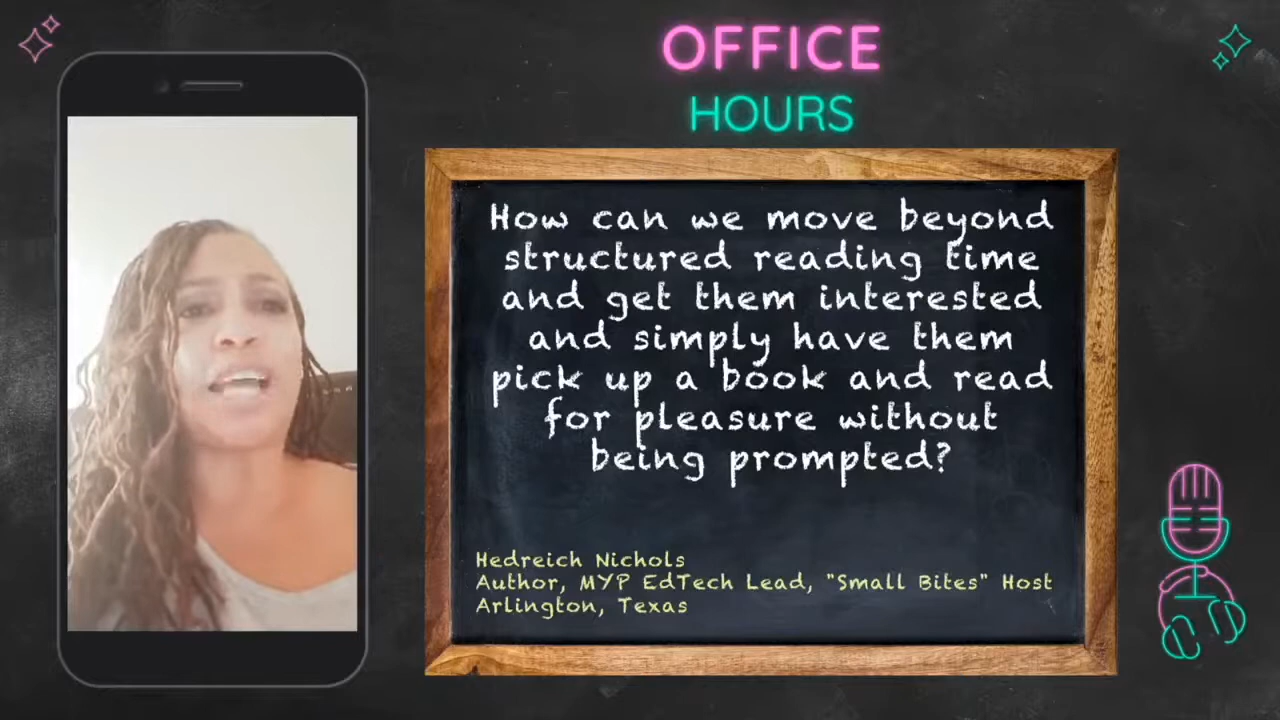 OFFICE
HOURS
How can we move beyond
structured reading time
and get them interested
and simply have them
pick up a book and read
for pleasure without
being prompted?
Hedreich Nichols
Author, MYP EdTech Lead, "Small Bites" Host
Arlington, Texas